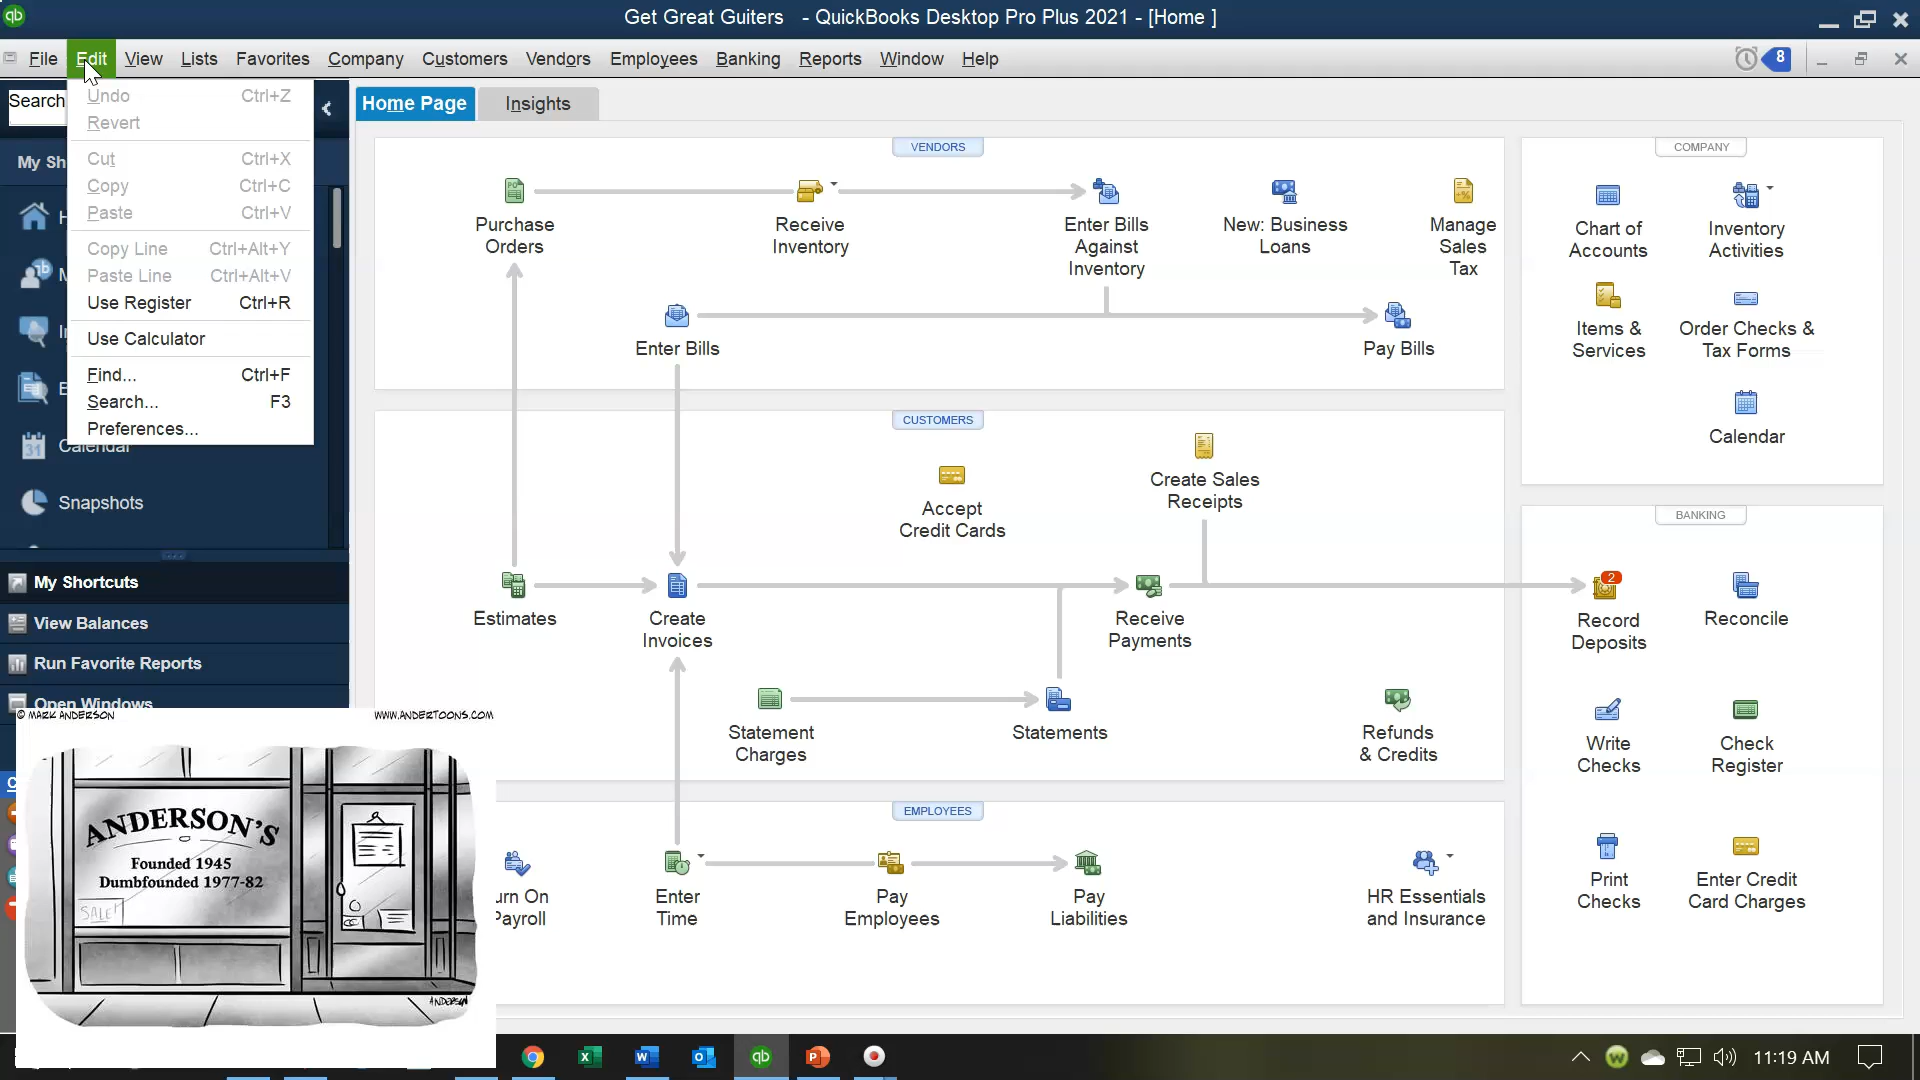 Get Great Guiters - QuickBooks Desktop Pro Plus 2021 - [Home ]
File Edit View Lists Favorites Company Customers Vendors Employees Banking Reports Window Help
8
Search
Undo Ctrl+Z
Revert
Cut Ctrl+X
Copy Ctrl+C
Paste Ctrl+V
Copy Line Ctrl+Alt+Y
Paste Line Ctrl+Alt+V
Use Register Ctrl+R
Use Calculator
Find... Ctrl+F
Search... F3
Preferences...
My Sh
Calendar
31
Snapshots
My Shortcuts
View Balances
Run Favorite Reports
Open Windows
Home Page Insights
VENDORS
Purchase
Orders
Receive
Inventory
Enter Bills
Against
Inventory
New: Business
Loans
Manage
Sales
Tax
Enter Bills
Pay Bills
CUSTOMERS
Accept
Credit Cards
Create Sales
Receipts
Estimates
Create
Invoices
Receive
Payments
Statement
Charges
Statements
Refunds
& Credits
EMPLOYEES
urn On
Payroll
Enter
Time
Pay
Employees
Pay
Liabilities
HR Essentials
and Insurance
COMPANY
Chart of
Accounts
Inventory
Activities
Items &
Services
Order Checks &
Tax Forms
Calendar
BANKING
2
Record
Deposits
Reconcile
Write
Checks
Check
Register
Print
Checks
Enter Credit
Card Charges
© MARK ANDERSON WWW.ANDERTOONS.COM
ANDERSON'S
Founded 1945
Dumbfounded 1977-82
SALE!
ANDERSON
11:19 AM